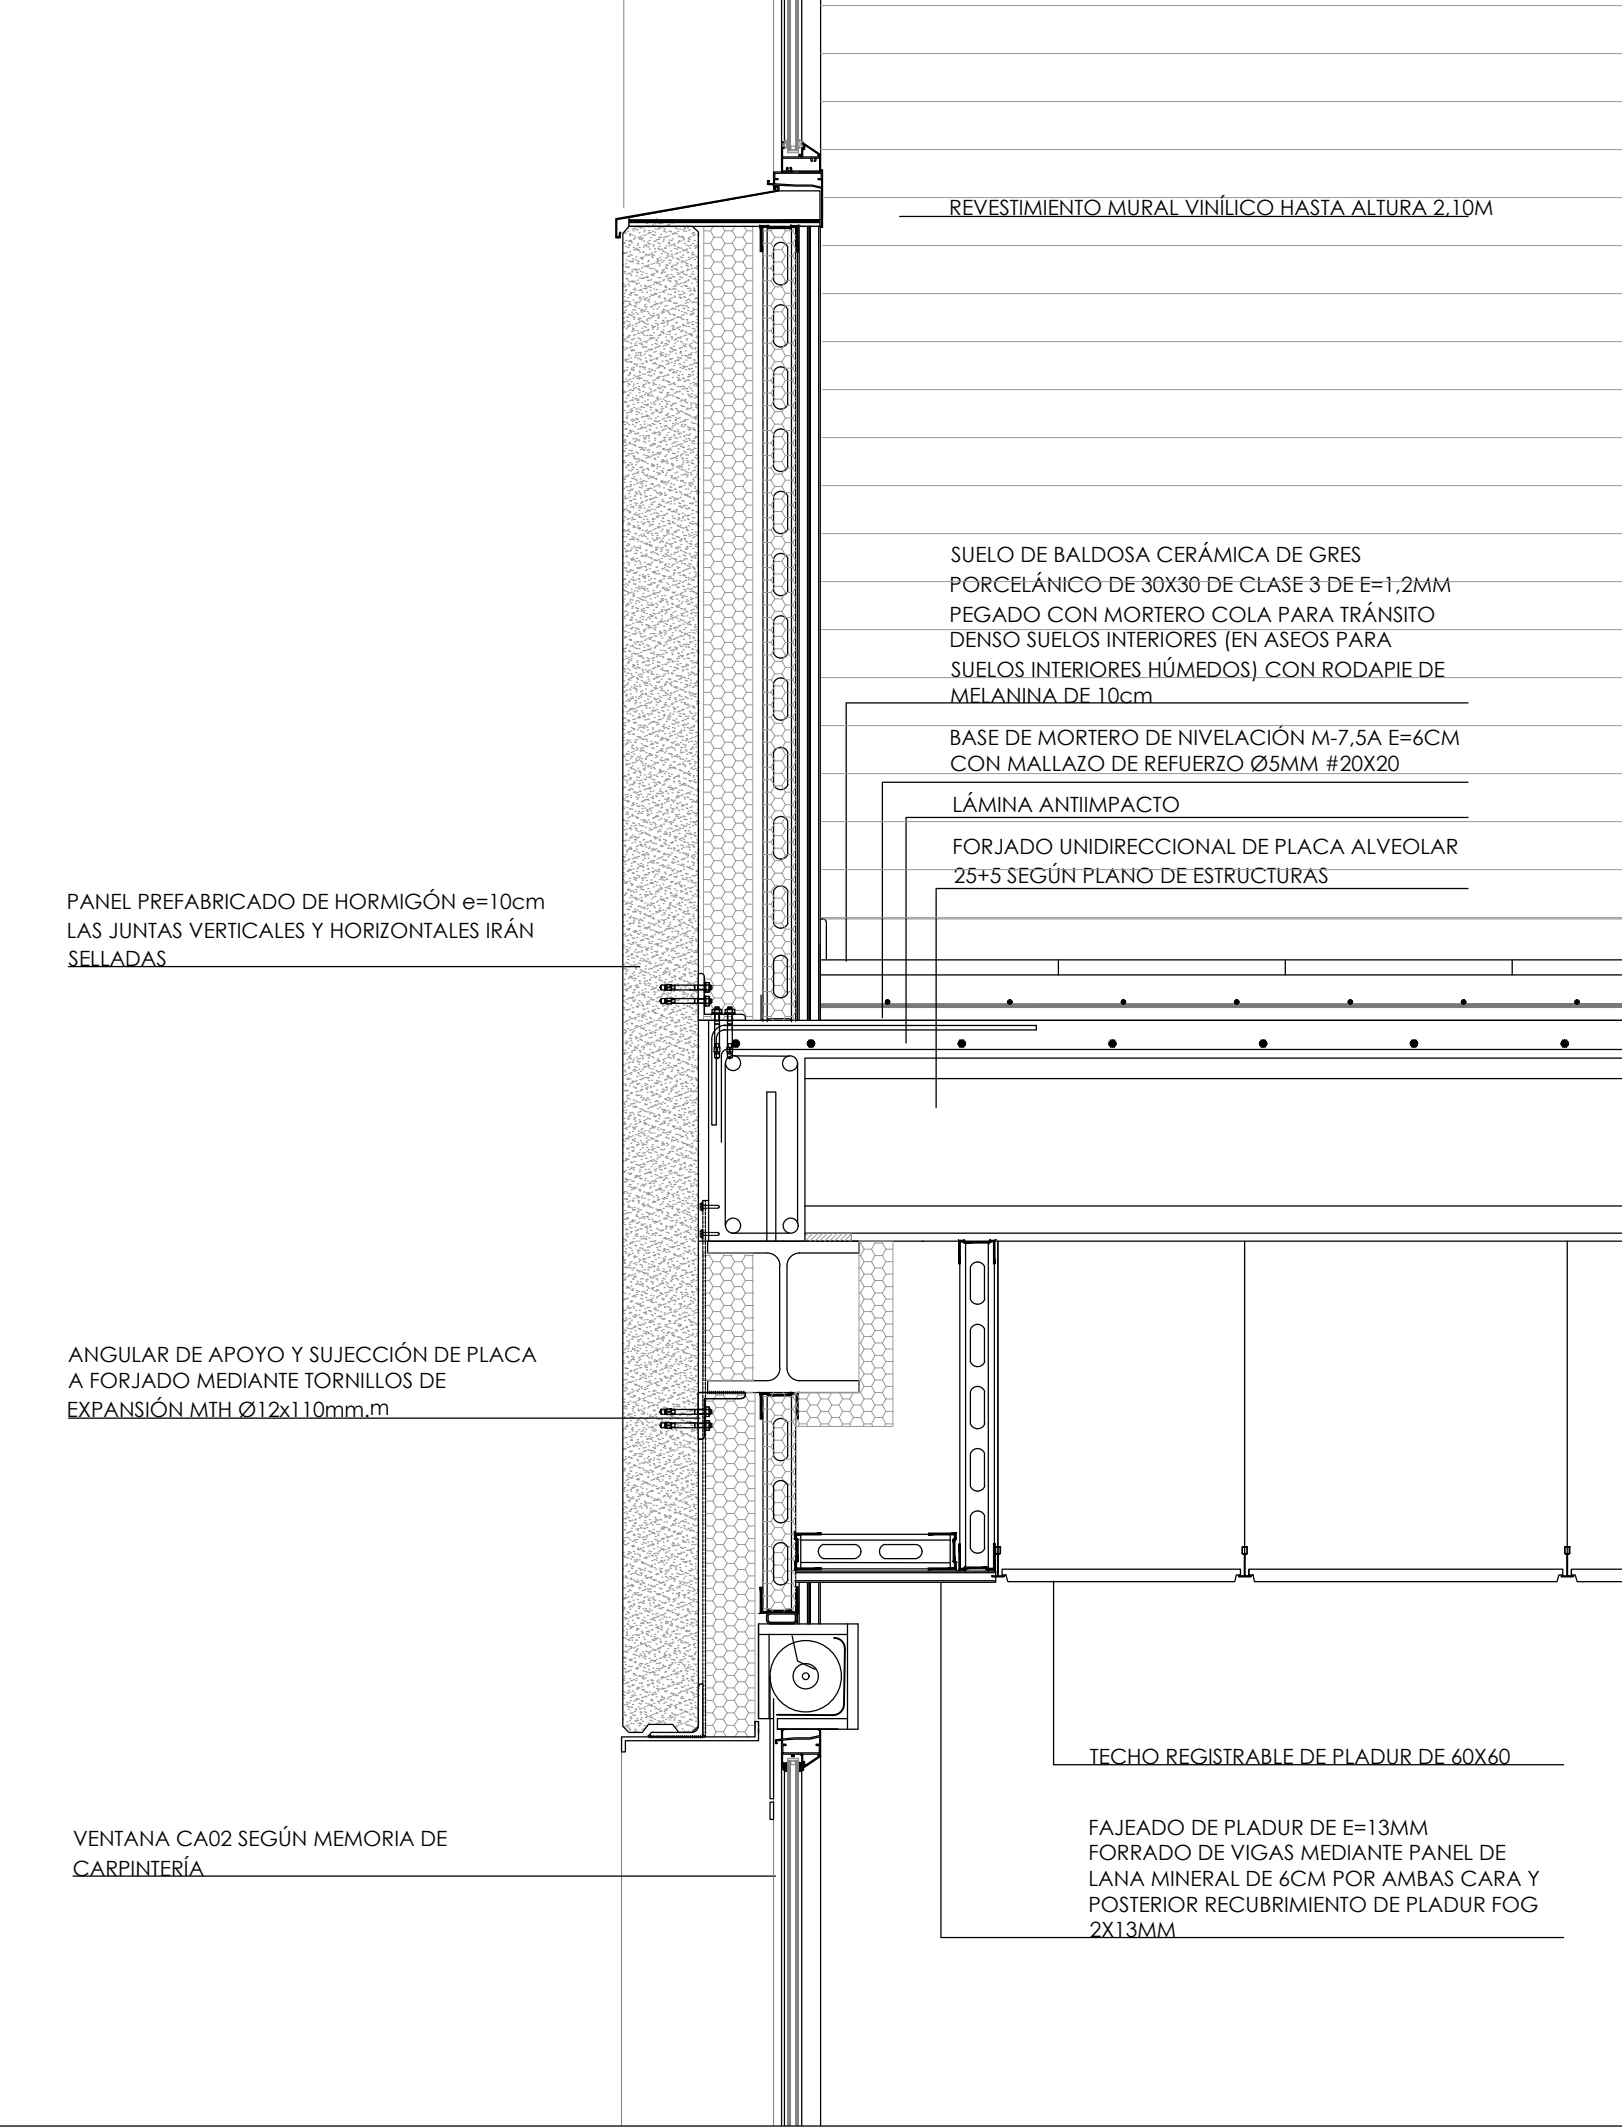 REVESTIMIENTO MURAL VINÍLICO HASTA ALTURA 2,10M
SUELO DE BALDOSA CERÁMICA DE GRES
PORCELÁNICO DE 30X30 DE CLASE 3 DE E=1,2MM
PEGADO CON MORTERO COLA PARA TRÁNSITO
DENSO SUELOS INTERIORES (EN ASEOS PARA
SUELOS INTERIORES HÚMEDOS) CON RODAPIE DE
MELANINA DE 10cm
BASE DE MORTERO DE NIVELACIÓN M-7,5A E=6CM
CON MALLAZO DE REFUERZO Ø5MM #20X20
LÁMINA ANTIIMPACTO
FORJADO UNIDIRECCIONAL DE PLACA ALVEOLAR
25+5 SEGÚN PLANO DE ESTRUCTURAS
PANEL PREFABRICADO DE HORMIGÓN e=10cm
LAS JUNTAS VERTICALES Y HORIZONTALES IRÁN
SELLADAS
ANGULAR DE APOYO Y SUJECCIÓN DE PLACA
A FORJADO MEDIANTE TORNILLOS DE
EXPANSIÓN MTH Ø12x110mm.m
TECHO REGISTRABLE DE PLADUR DE 60X60
VENTANA CA02 SEGÚN MEMORIA DE
CARPINTERÍA
FAJEADO DE PLADUR DE E=13MM
FORRADO DE VIGAS MEDIANTE PANEL DE
LANA MINERAL DE 6CM POR AMBAS CARA Y
POSTERIOR RECUBRIMIENTO DE PLADUR FOG
2X13MM